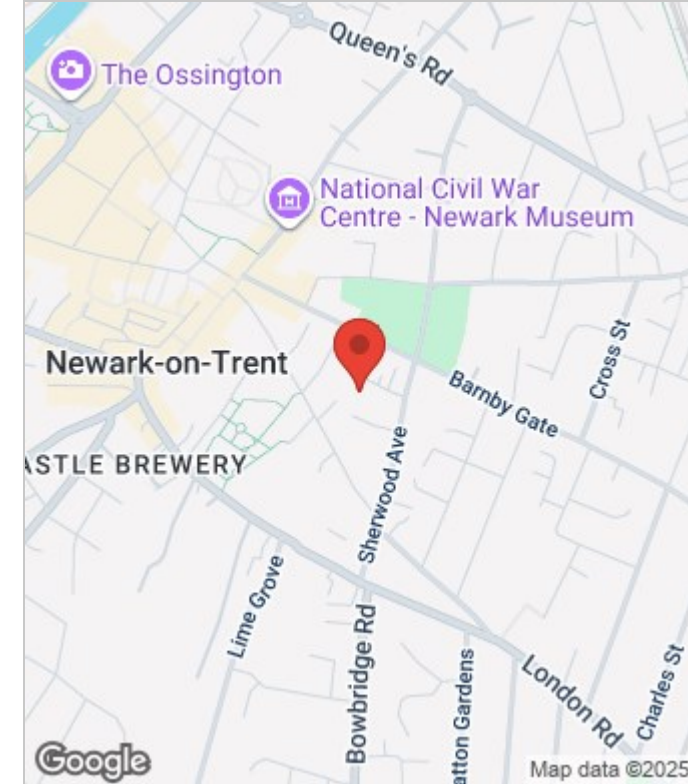 Queen's Rd
The Ossington
National Civil War
Centre - Newark Museum
Newark-on-Trent
Cross St
Barnby Gate
ASTLE BREWERY
Sherwood Ave
Lime Grove
Bowbridge Rd
atton Gardens
London Rd
Charles St
Google
Map data ©2025